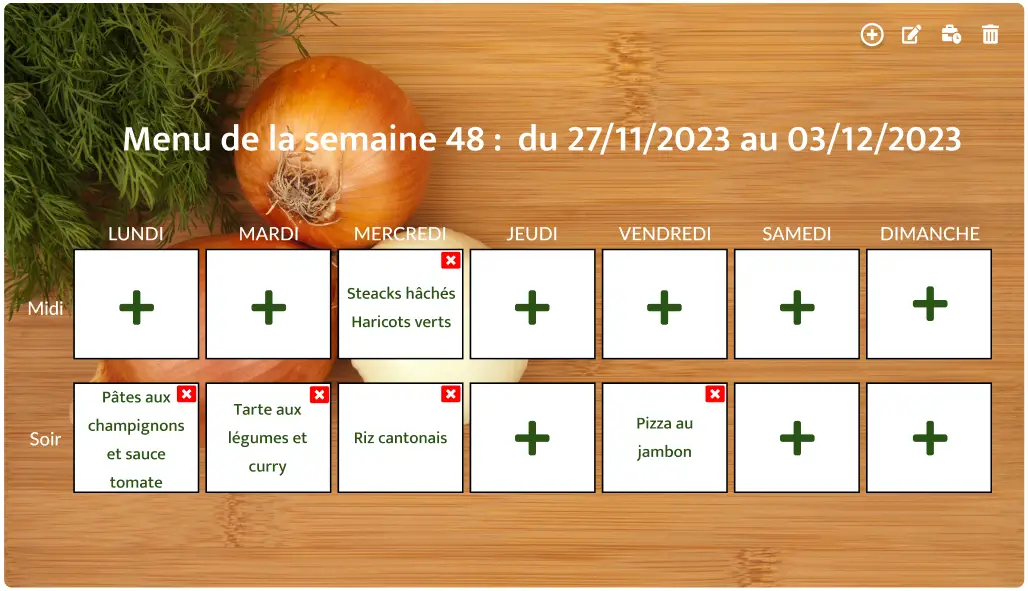 Menu de la semaine 48 : du 27/11/2023 au 03/12/2023
LUNDI MARDI MERCREDI JEUDI VENDREDI SAMEDI DIMANCHE
Midi
Steacks hâchés
Haricots verts
Soir
Pâtes aux
champignons
et sauce
tomate
Tarte aux
légumes et
curry
Riz cantonais
Pizza au
jambon